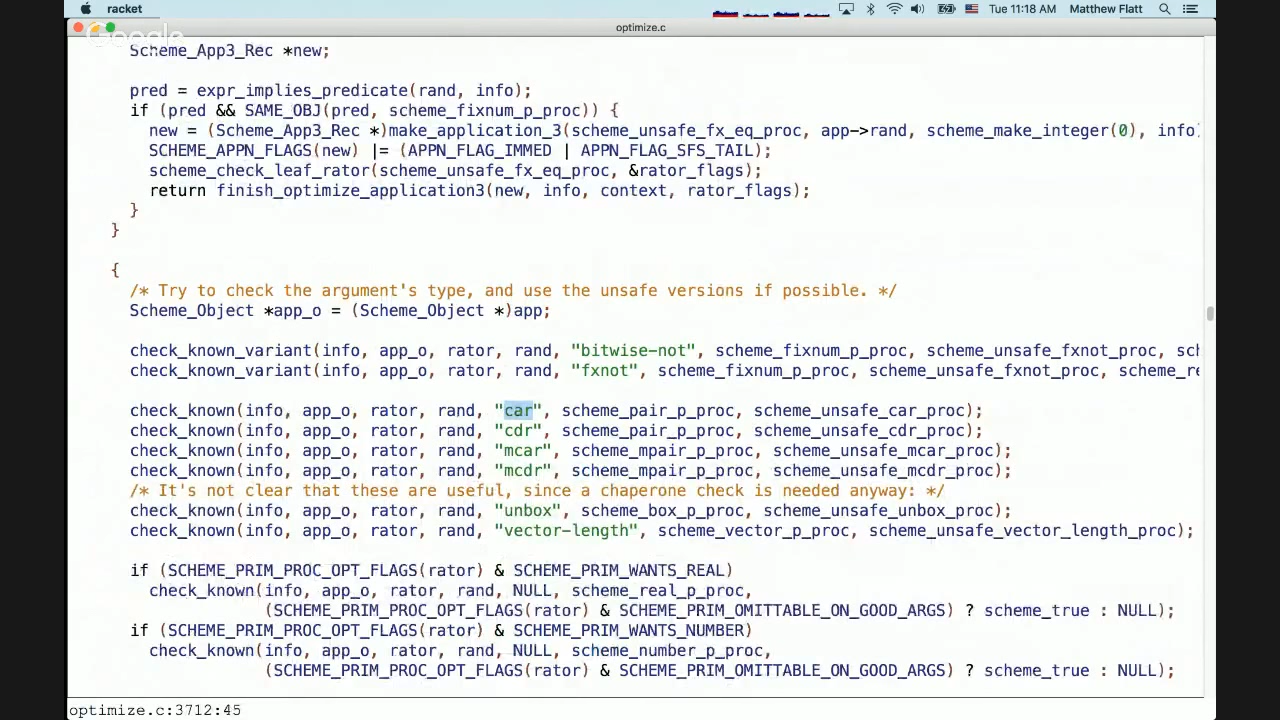 racket
Tue 11:18 AM Matthew Flatt
optimize.c
Google
Scheme_App3_Rec *new;
pred = expr_implies_predicate(rand, info);
if (pred && SAME_OBJ(pred, scheme_fixnum_p_proc)) {
new = (Scheme_App3_Rec *)make_application_3(scheme_unsafe_fx_eq_proc, app->rand, scheme_make_integer(0), info)
SCHEME_APPN_FLAGS(new) |= (APPN_FLAG_IMMED | APPN_FLAG_SFS_TAIL);
scheme_check_leaf_rator(scheme_unsafe_fx_eq_proc, &rator_flags);
return finish_optimize_application3(new, info, context, rator_flags);
}
}
{
/* Try to check the argument's type, and use the unsafe versions if possible. */
Scheme_Object *app_o = (Scheme_Object *)app;
check_known_variant(info, app_o, rator, rand, "bitwise-not", scheme_fixnum_p_proc, scheme_unsafe_fxnot_proc, sch
check_known_variant(info, app_o, rator, rand, "fxnot", scheme_fixnum_p_proc, scheme_unsafe_fxnot_proc, scheme_re
check_known(info, app_o, rator, rand, "car", scheme_pair_p_proc, scheme_unsafe_car_proc);
check_known(info, app_o, rator, rand, "cdr", scheme_pair_p_proc, scheme_unsafe_cdr_proc);
check_known(info, app_o, rator, rand, "mcar", scheme_mpair_p_proc, scheme_unsafe_mcar_proc);
check_known(info, app_o, rator, rand, "mcdr", scheme_mpair_p_proc, scheme_unsafe_mcdr_proc);
/* It's not clear that these are useful, since a chaperone check is needed anyway: */
check_known(info, app_o, rator, rand, "unbox", scheme_box_p_proc, scheme_unsafe_unbox_proc);
check_known(info, app_o, rator, rand, "vector-length", scheme_vector_p_proc, scheme_unsafe_vector_length_proc);
if (SCHEME_PRIM_PROC_OPT_FLAGS(rator) & SCHEME_PRIM_WANTS_REAL)
check_known(info, app_o, rator, rand, NULL, scheme_real_p_proc,
(SCHEME_PRIM_PROC_OPT_FLAGS(rator) & SCHEME_PRIM_OMITTABLE_ON_GOOD_ARGS) ? scheme_true : NULL);
if (SCHEME_PRIM_PROC_OPT_FLAGS(rator) & SCHEME_PRIM_WANTS_NUMBER)
check_known(info, app_o, rator, rand, NULL, scheme_number_p_proc,
(SCHEME_PRIM_PROC_OPT_FLAGS(rator) & SCHEME_PRIM_OMITTABLE_ON_GOOD_ARGS) ? scheme_true : NULL);
optimize.c:3712:45